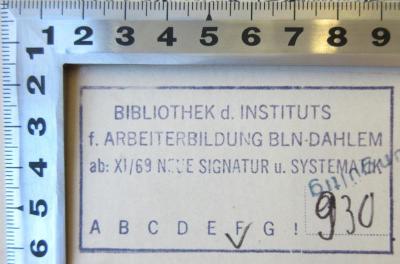 1 2 3 4 5 6 7 8 9
1
2
3
4
5
6
BIBLIOTHEK d. INSTITUTS
f. ARBEITERBILDUNG BLN-DAHLEM
ab: XI/69 NEUE SIGNATUR u. SYSTEMATIK
Ungültig
930
A B C D E F G !